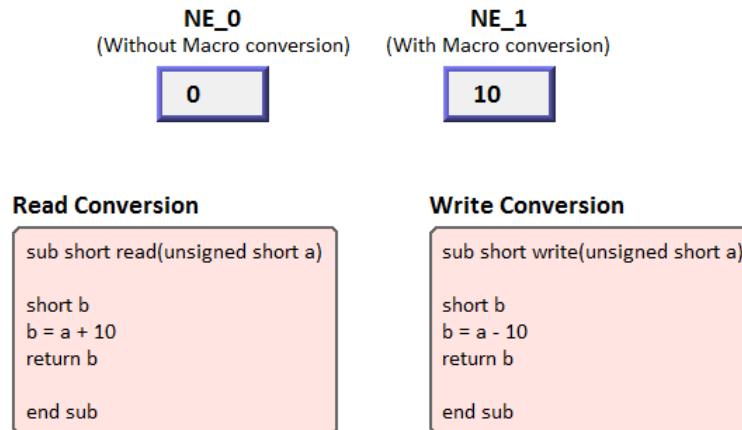 NE_0
(Without Macro conversion)
0
NE_1
(With Macro conversion)
10
Read Conversion
sub short read(unsigned short a)
short b
b = a + 10
return b
end sub
Write Conversion
sub short write(unsigned short a)
short b
b = a - 10
return b
end sub